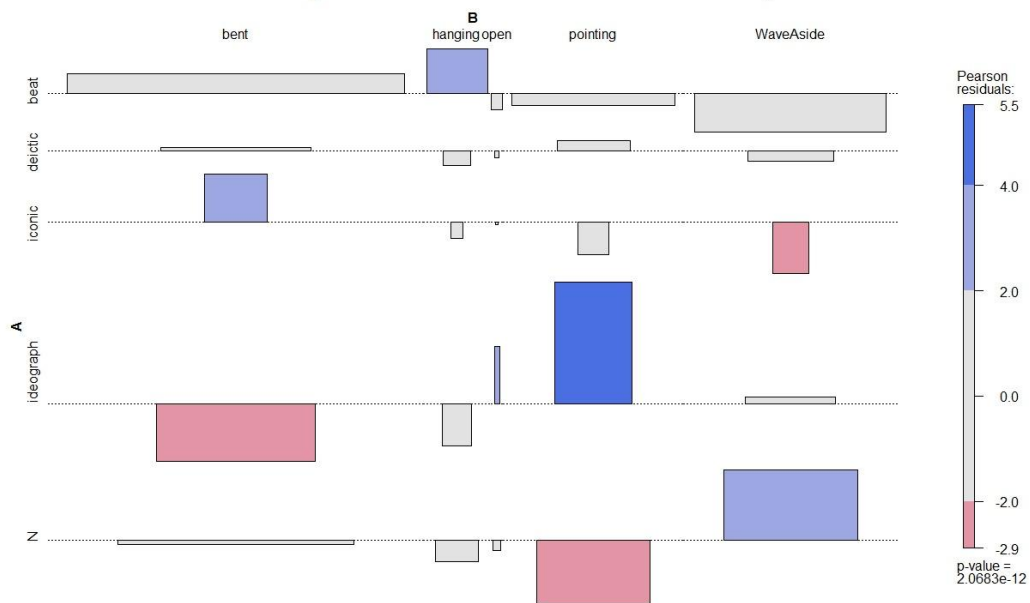 B
bent hanging open pointing WaveAside
A
beat
deictic
iconic
ideograph
N
Pearson
residuals:
5.5
4.0
2.0
0.0
-2.0
-2.9
p-value =
2.0683e-12